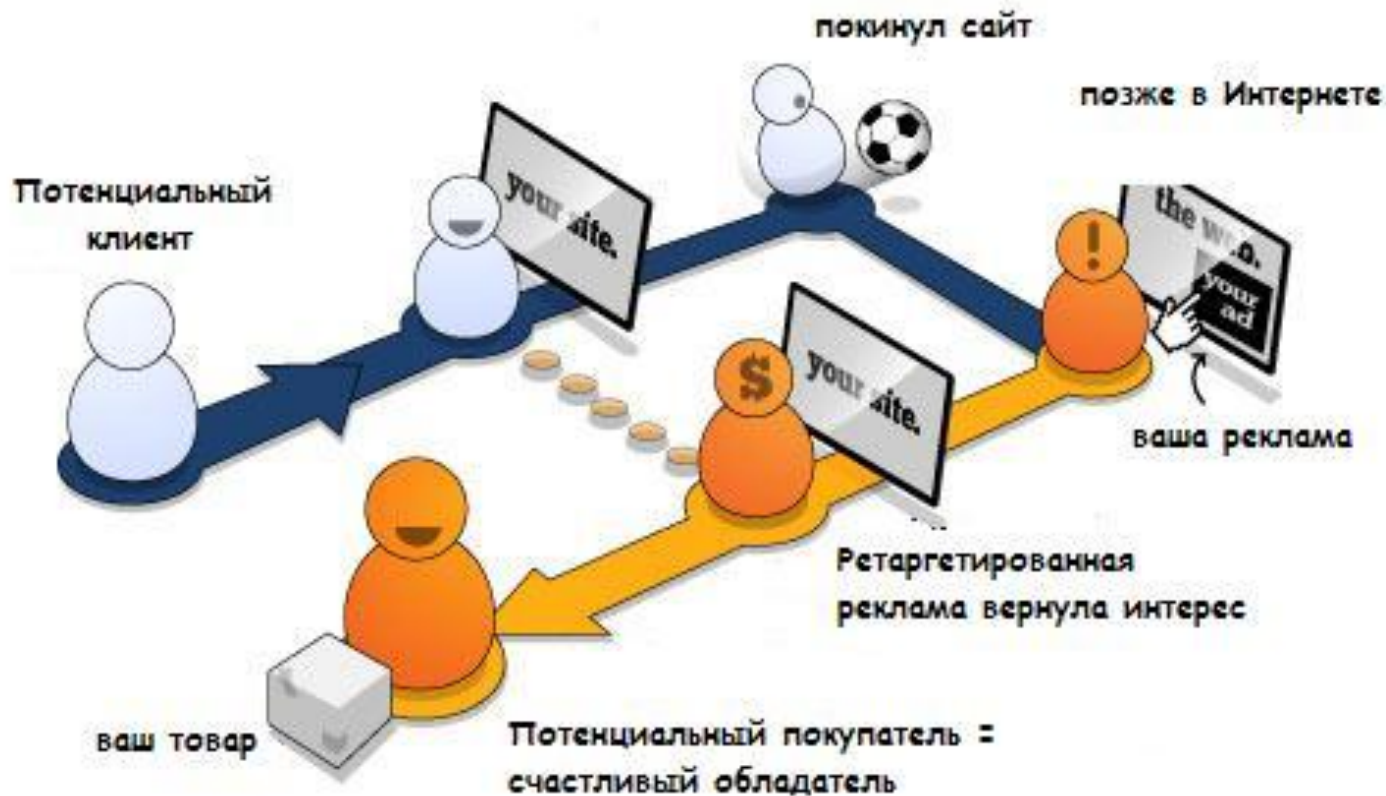 покинул сайт
позже в Интернете
Потенциальный
клиент
your site.
the web.
your
ad
your site.
$
!
ваша реклама
Ретаргетированная
реклама вернула интерес
ваш товар
Потенциальный покупатель =
счастливый обладатель